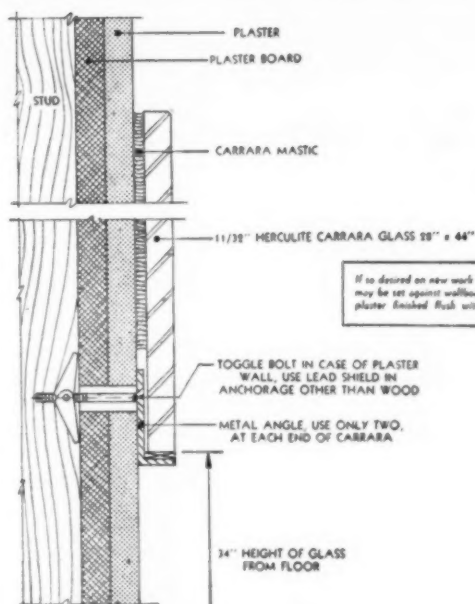 PLASTER
PLASTER BOARD
STUD
CARRARA MASTIC
11/32" HERCULITE CARRARA GLASS 28" x 44"
If so desired on new work
may be set against wallboa
plaster finished flush wit
TOGGLE BOLT IN CASE OF PLASTER
WALL, USE LEAD SHIELD IN
ANCHORAGE OTHER THAN WOOD
METAL ANGLE, USE ONLY TWO,
AT EACH END OF CARRARA
34" HEIGHT OF GLASS
FROM FLOOR